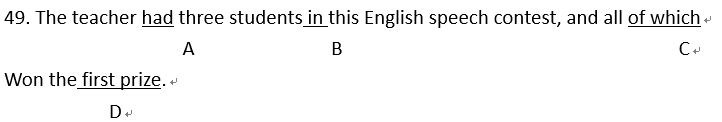 49. The teacher had three students in this English speech contest, and all of which
A B C
Won the first prize.
D